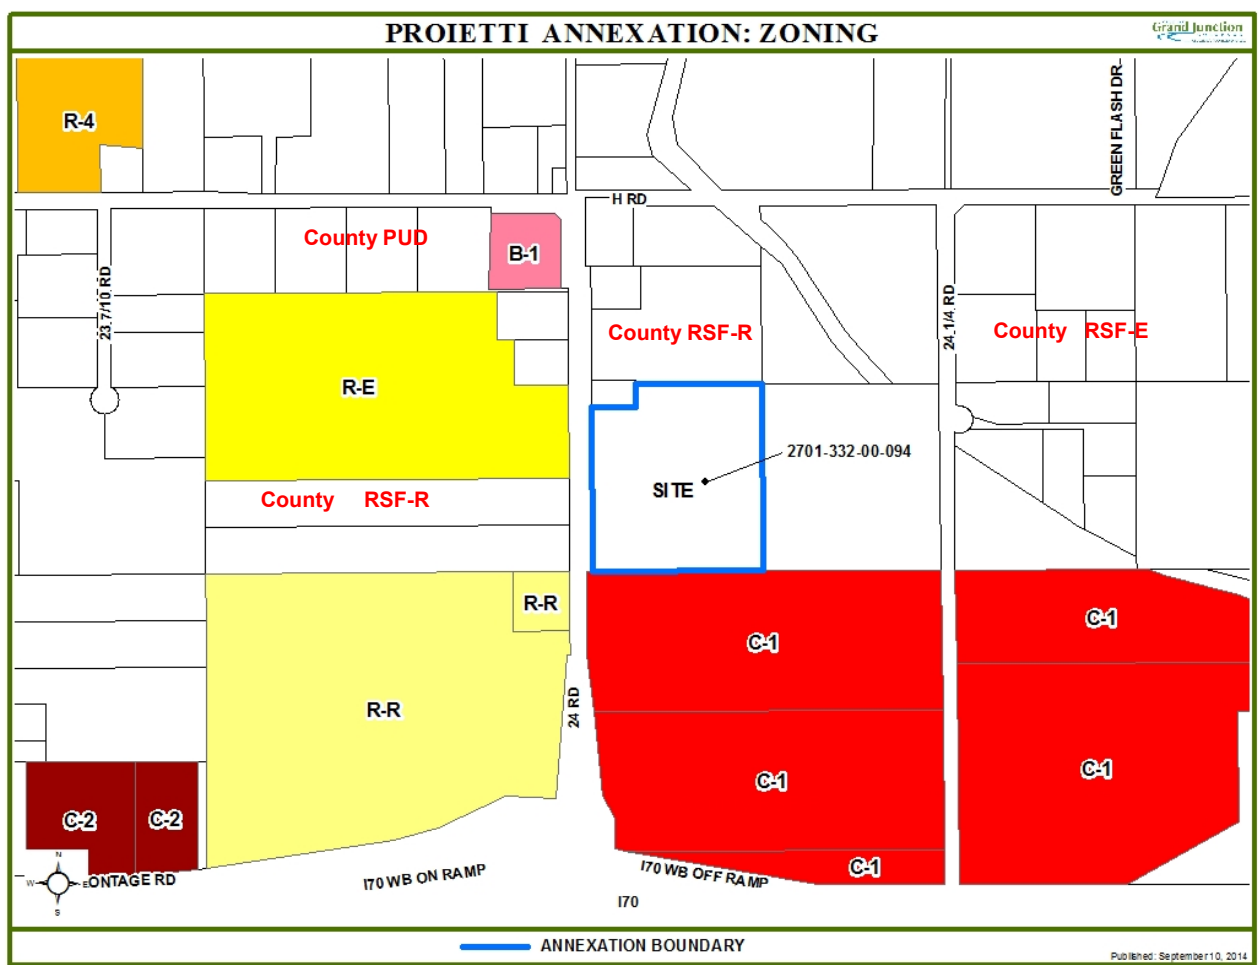 PROIETTI ANNEXATION: ZONING
Grand Junction
R-4
GREEN FLASH DR
H RD
County PUD
B-1
23 7/10 RD
24 1/4 RD
County RSF-R
County RSF-E
R-E
2701-332-00-094
SITE
County RSF-R
R-R
C-1
C-1
R-R
24 RD
C-1
C-1
C-2
C-2
N
W
E
S
ONTAGE RD
I70 WB ON RAMP
I70 WB OFF RAMP
C-1
I70
ANNEXATION BOUNDARY
Published: September 10, 2014